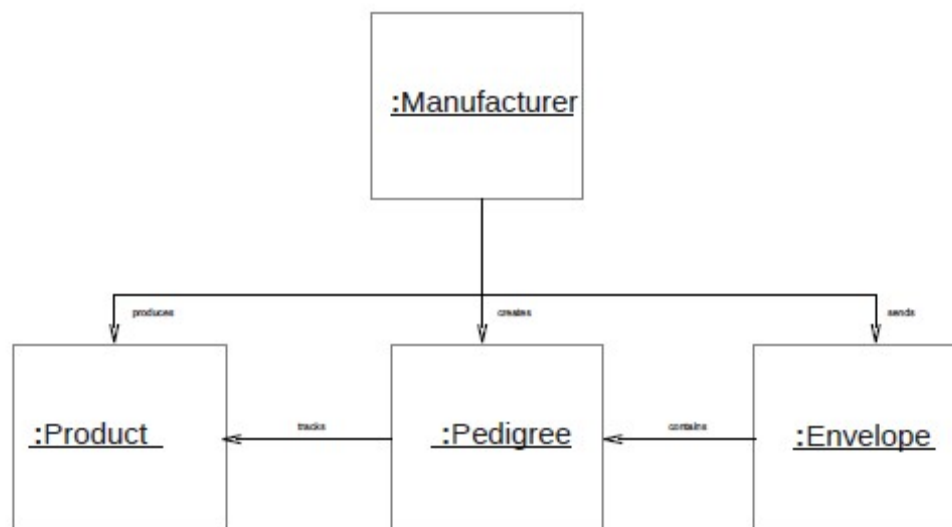 :Manufacturer
produces
creates
sends
:Product
tracks
:Pedigree
contains
:Envelope